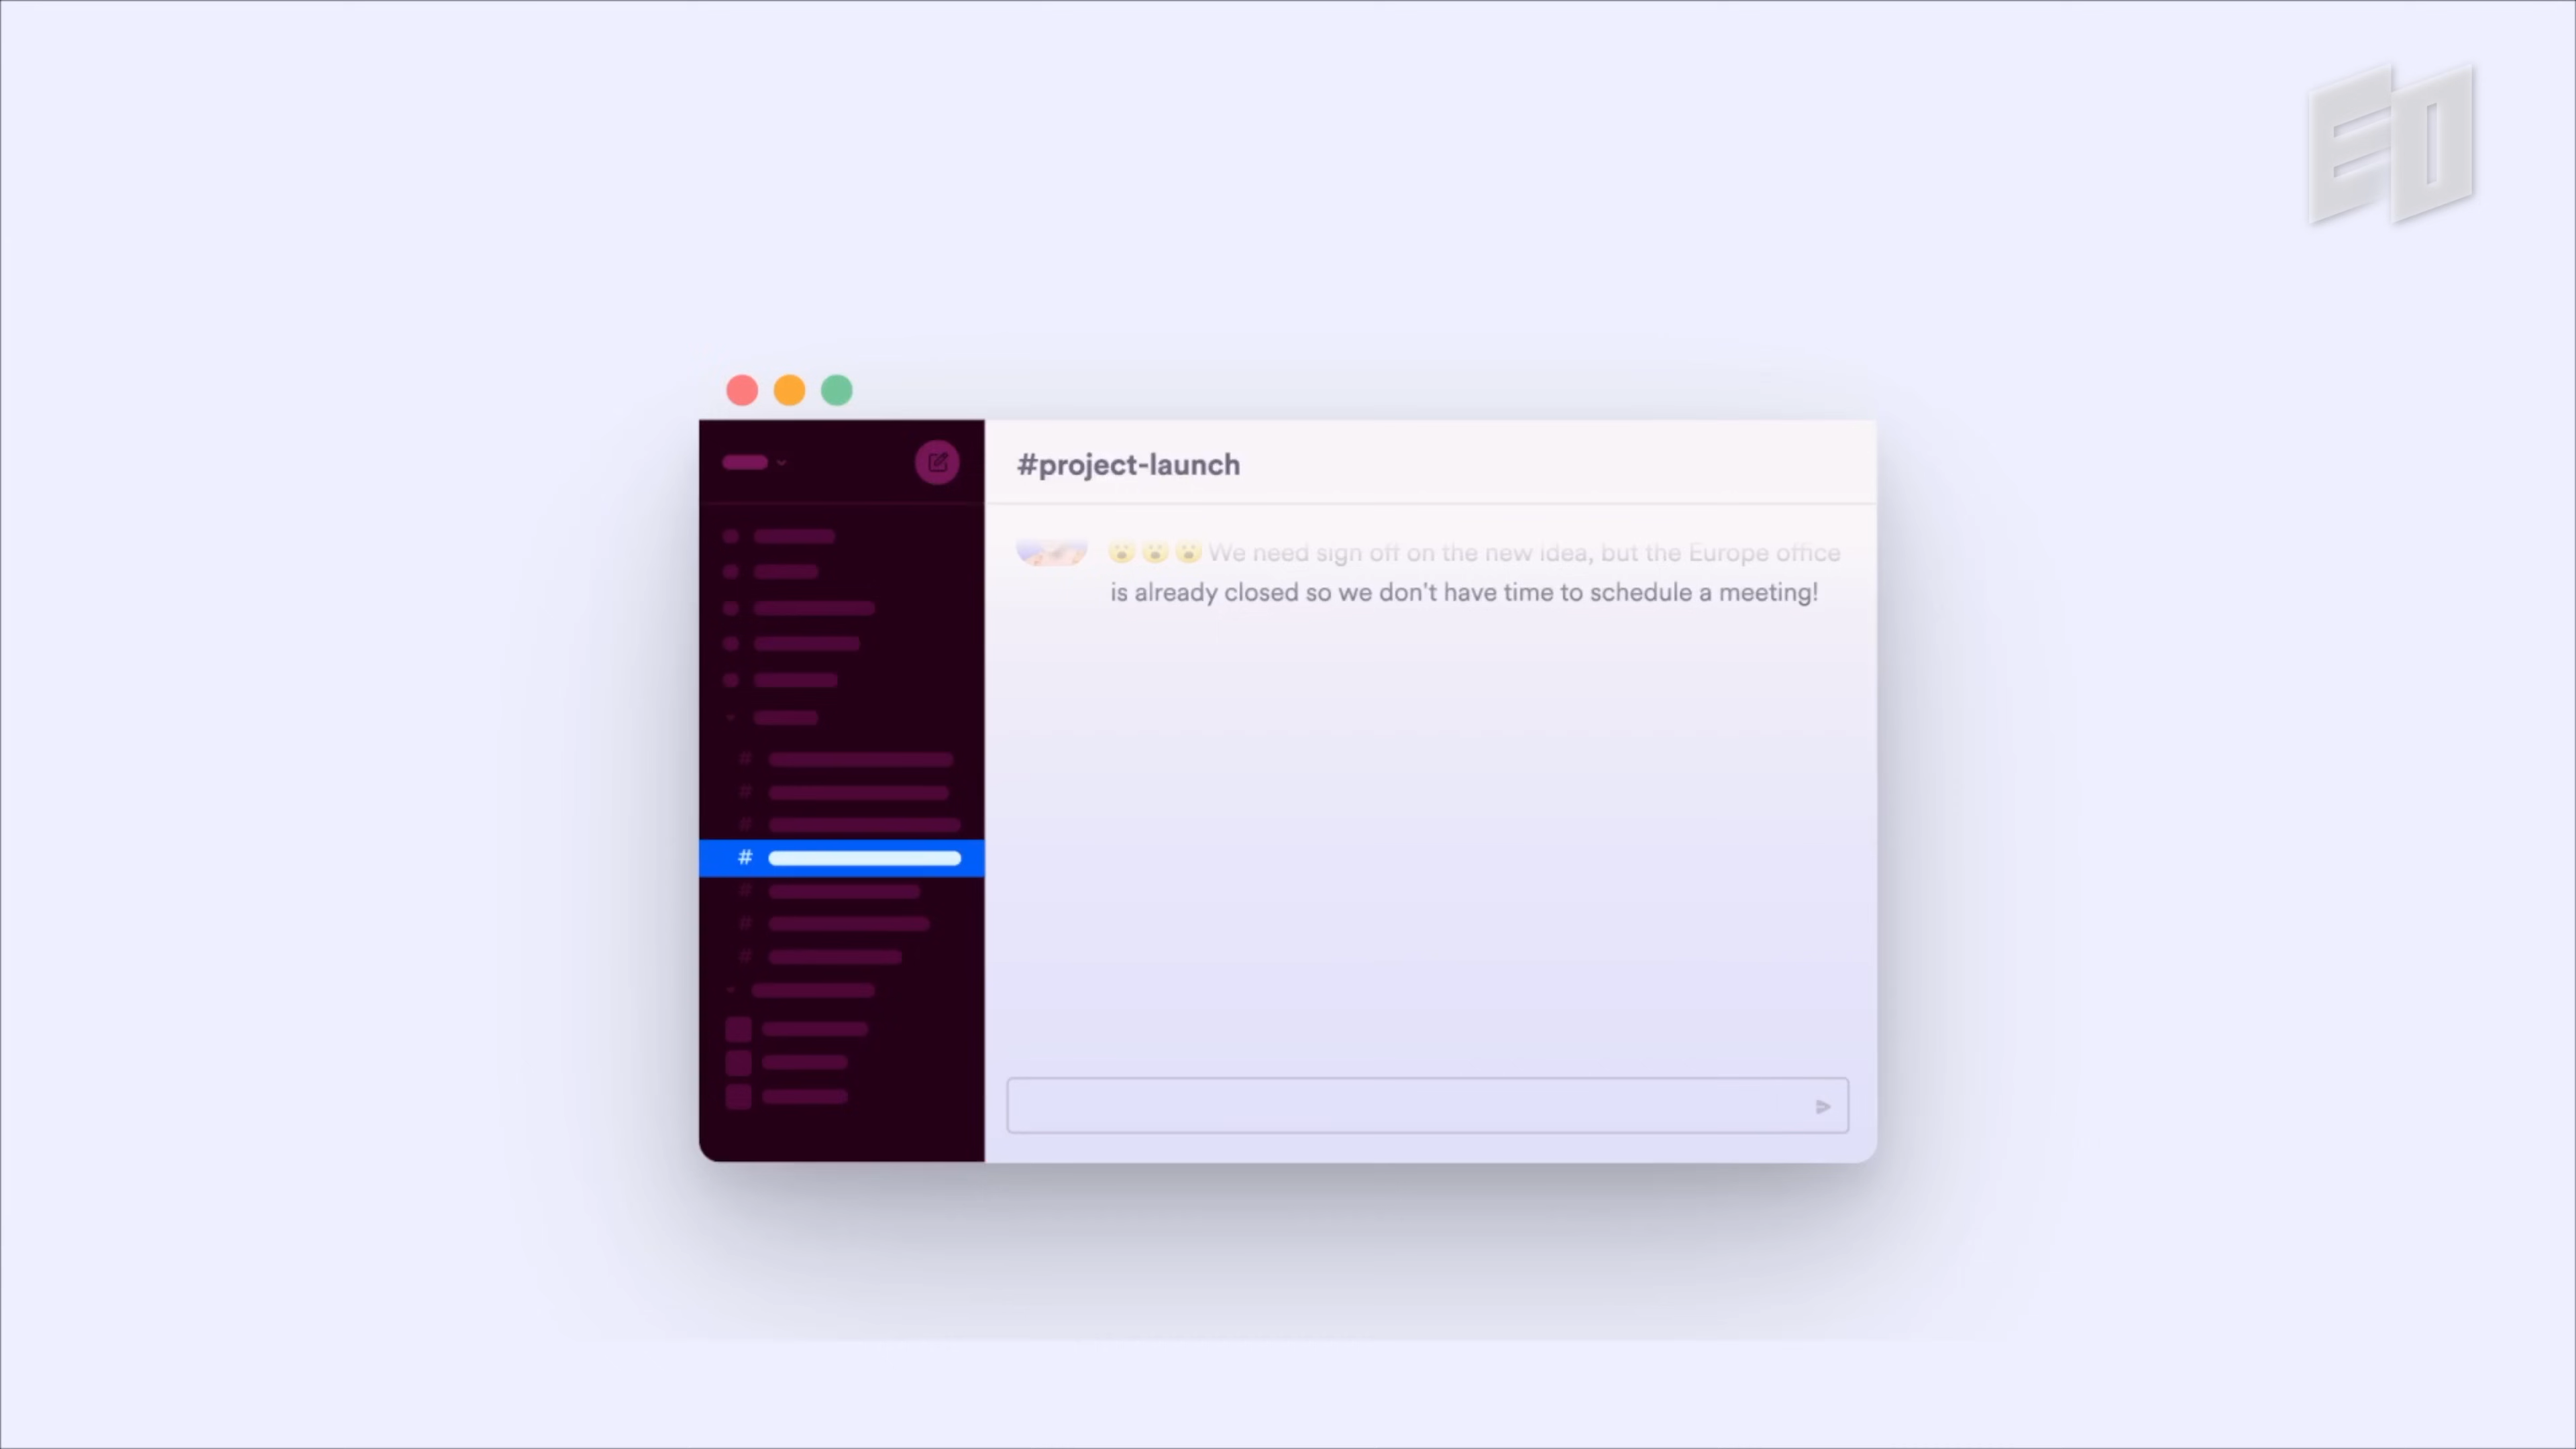 EO
#project-launch
😮😮😮 We need sign off on the new idea, but the Europe office
is already closed so we don't have time to schedule a meeting!
#
#
#
#
#
#
#